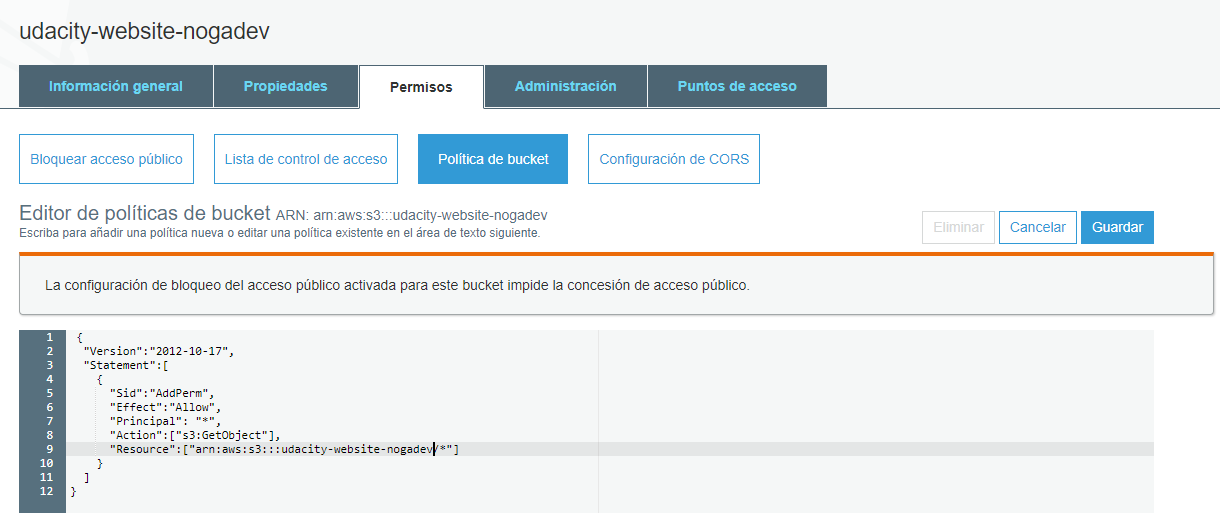 udacity-website-nogadev
Información general Propiedades Permisos Administración Puntos de acceso
Bloquear acceso público Lista de control de acceso Política de bucket Configuración de CORS
Editor de políticas de bucket ARN: arn:aws:s3:::udacity-website-nogadev
Escriba para añadir una política nueva o editar una política existente en el área de texto siguiente.
Eliminar Cancelar Guardar
La configuración de bloqueo del acceso público activada para este bucket impide la concesión de acceso público.
1 {
2 "Version":"2012-10-17",
3 "Statement":[
4 {
5 "Sid":"AddPerm",
6 "Effect":"Allow",
7 "Principal": "*",
8 "Action":["s3:GetObject"],
9 "Resource":["arn:aws:s3:::udacity-website-nogadev/*"]
10 }
11 ]
12 }